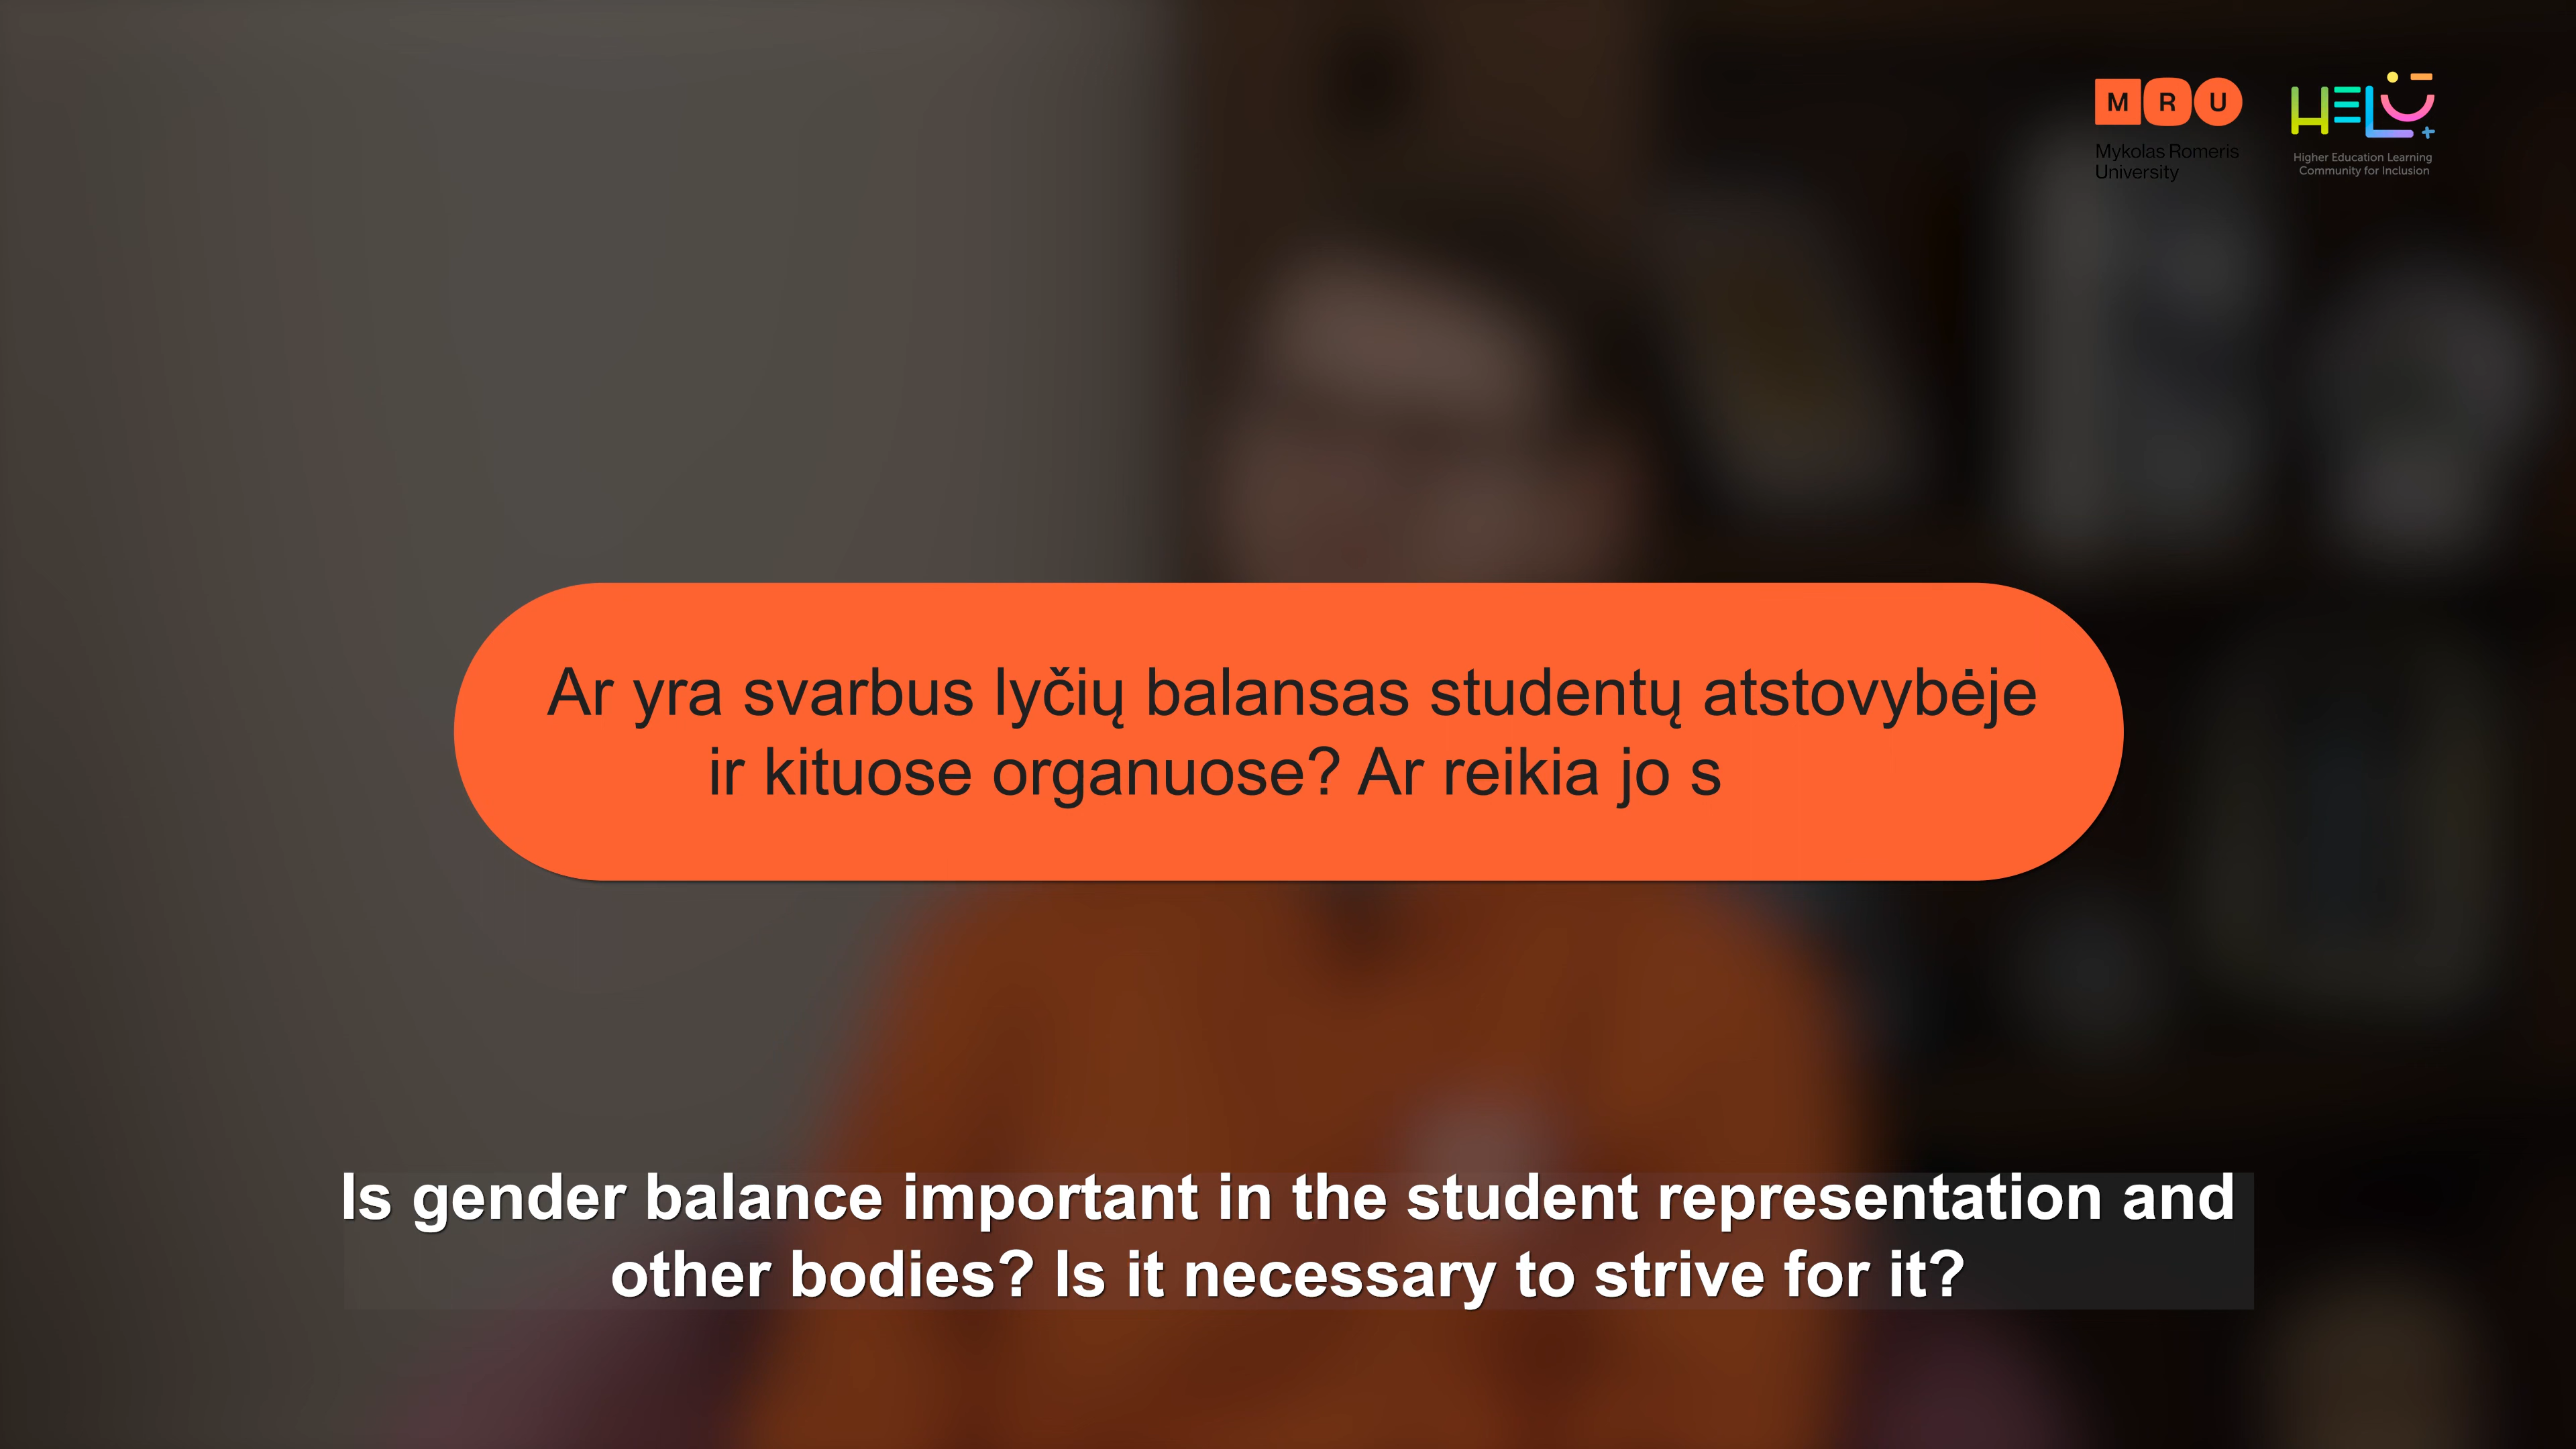 M R U
Mykolas Romeris
University
HELC+
Higher Education Learning
Community for Inclusion
Ar yra svarbus lyčių balansas studentų atstovybėje
ir kituose organuose? Ar reikia jo s
Is gender balance important in the student representation and
other bodies? Is it necessary to strive for it?